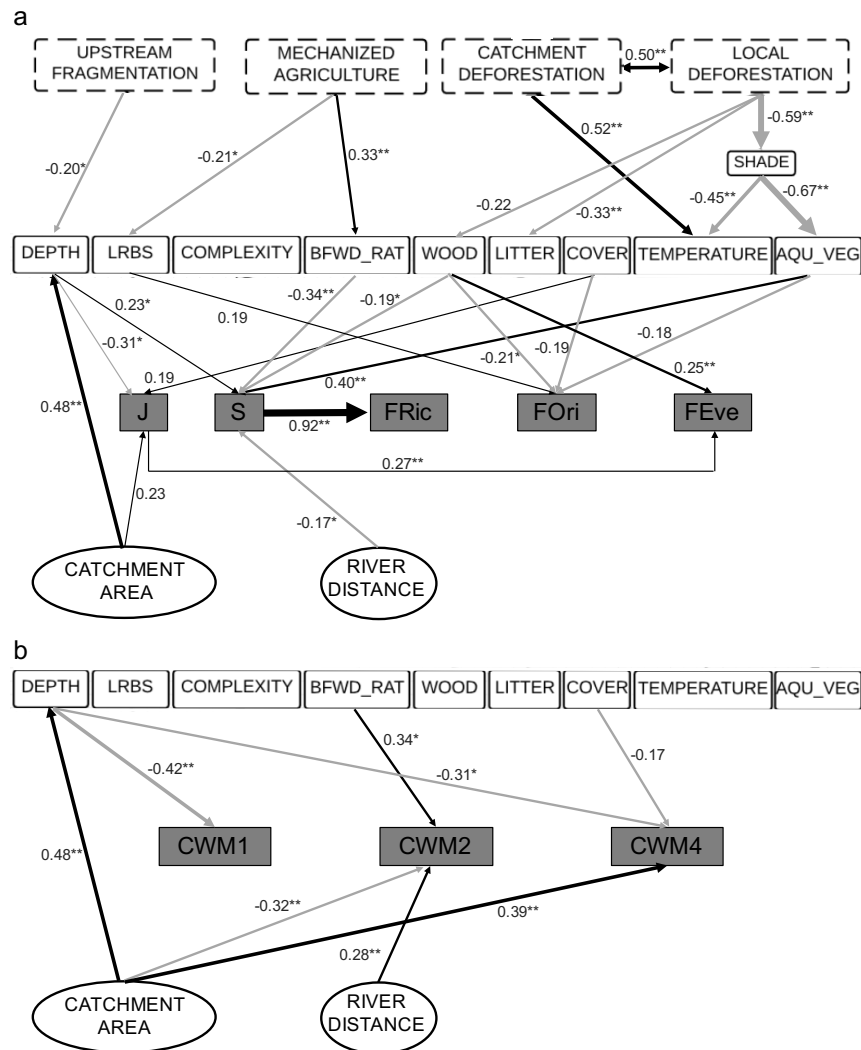 a
UPSTREAM
FRAGMENTATION
MECHANIZED
AGRICULTURE
CATCHMENT
DEFORESTATION
0.50**
LOCAL
DEFORESTATION
-0.59**
SHADE
-0.20*
-0.21*
0.33**
0.52**
-0.22
-0.33**
-0.45**
-0.67**
DEPTH
LRBS
COMPLEXITY
BFWD_RAT
WOOD
LITTER
COVER
TEMPERATURE
AQU_VEG
0.23*
-0.31*
0.19
-0.34**
-0.19*
0.19
-0.21*
-0.19
-0.18
0.25**
0.40**
0.48**
J
S
0.92**
FRic
FOri
FEve
0.27**
0.23
-0.17*
CATCHMENT
AREA
RIVER
DISTANCE
b
DEPTH
LRBS
COMPLEXITY
BFWD_RAT
WOOD
LITTER
COVER
TEMPERATURE
AQU_VEG
-0.42**
0.34*
-0.31*
-0.17
0.48**
CWM1
CWM2
CWM4
-0.32**
0.39**
0.28**
CATCHMENT
AREA
RIVER
DISTANCE